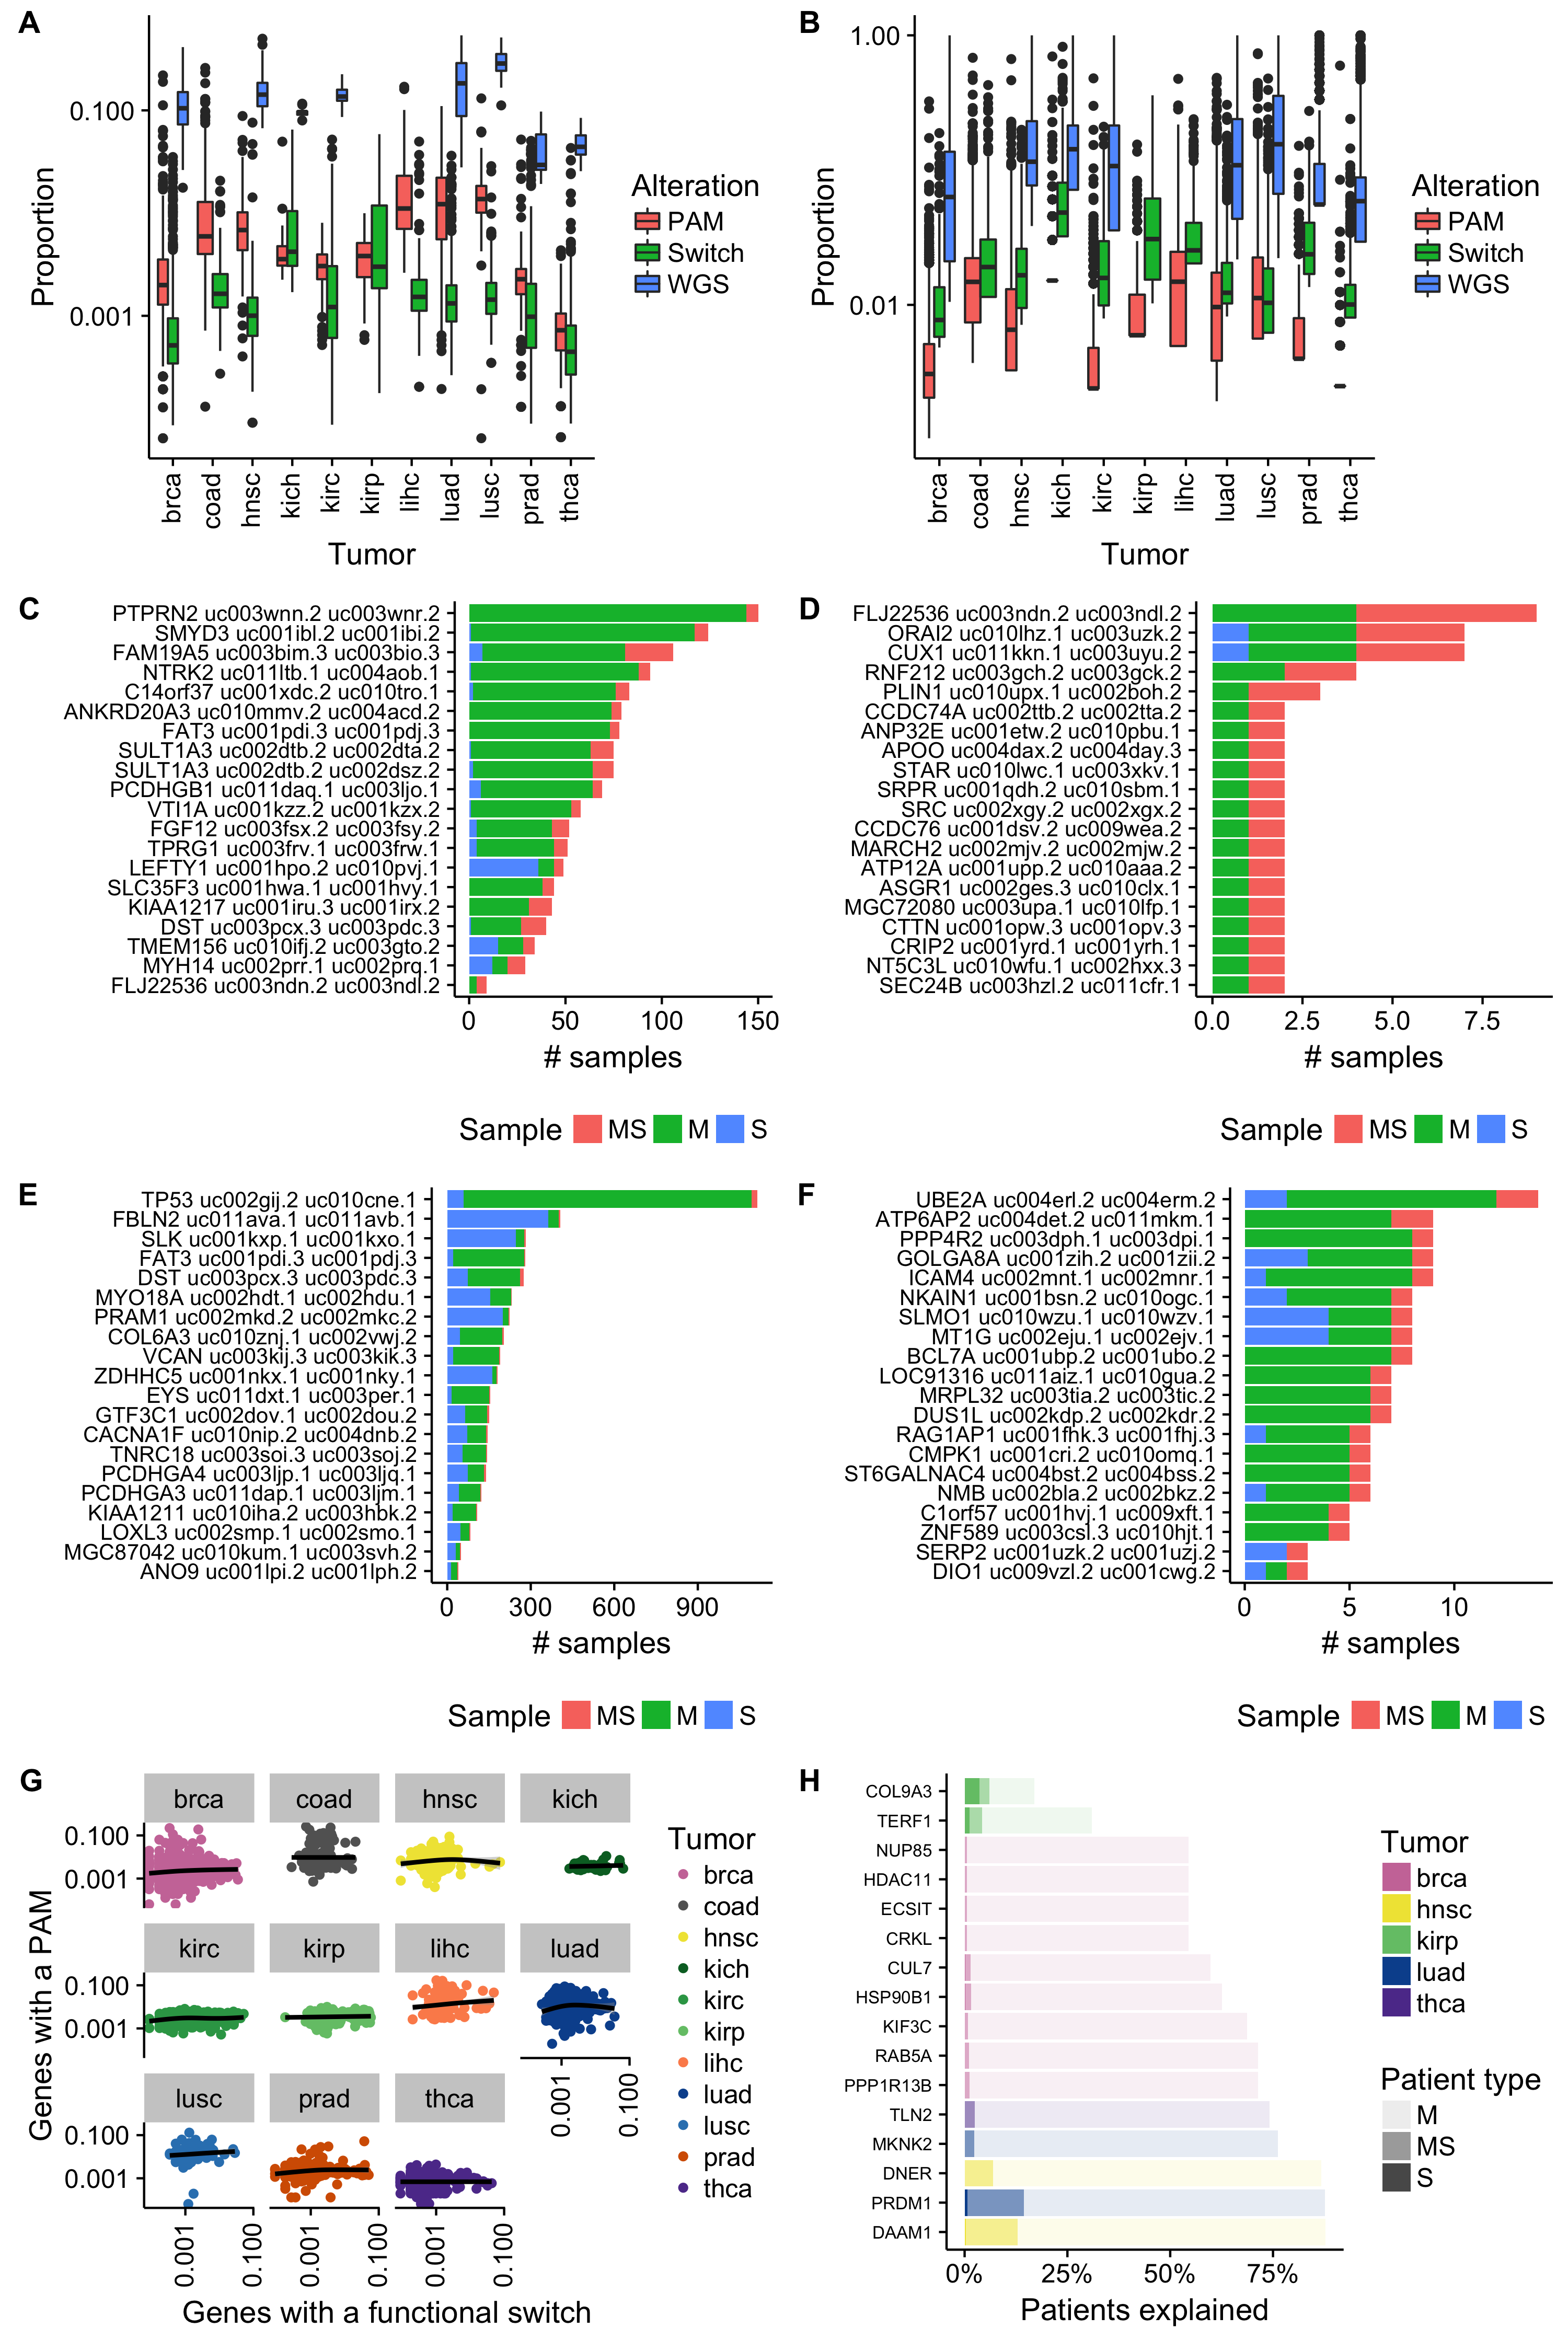 A
0.100
0.001
Proportion
brca
coad
hnsc
kich
kirc
kirp
lihc
luad
lusc
prad
thca
Tumor
Alteration
PAM
Switch
WGS
B
1.00
0.01
Proportion
brca
coad
hnsc
kich
kirc
kirp
lihc
luad
lusc
prad
thca
Tumor
Alteration
PAM
Switch
WGS
C
PTPRN2 uc003wnn.2 uc003wnr.2
SMYD3 uc001ibl.2 uc001ibi.2
FAM19A5 uc003bim.3 uc003bio.3
NTRK2 uc011ltb.1 uc004aob.1
C14orf37 uc001xdc.2 uc010tro.1
ANKRD20A3 uc010mmv.2 uc004acd.2
FAT3 uc001pdi.3 uc001pdj.3
SULT1A3 uc002dtb.2 uc002dta.2
SULT1A3 uc002dtb.2 uc002dsz.2
PCDHGB1 uc011daq.1 uc003ljo.1
VTI1A uc001kzz.2 uc001kzx.2
FGF12 uc003fsx.2 uc003fsy.2
TPRG1 uc003frv.1 uc003frw.1
LEFTY1 uc001hpo.2 uc010pvj.1
SLC35F3 uc001hwa.1 uc001hvy.1
KIAA1217 uc001iru.3 uc001irx.2
DST uc003pcx.3 uc003pdc.3
TMEM156 uc010ifj.2 uc003gto.2
MYH14 uc002prr.1 uc002prq.1
FLJ22536 uc003ndn.2 uc003ndl.2
0 50 100 150
# samples
Sample MS M S
D
FLJ22536 uc003ndn.2 uc003ndl.2
ORAI2 uc010lhz.1 uc003uzk.2
CUX1 uc011kkn.1 uc003uyu.2
RNF212 uc003gch.2 uc003gck.2
PLIN1 uc010upx.1 uc002boh.2
CCDC74A uc002ttb.2 uc002tta.2
ANP32E uc001etw.2 uc010pbu.1
APOO uc004dax.2 uc004day.3
STAR uc010lwc.1 uc003xkv.1
SRPR uc001qdh.2 uc010sbm.1
SRC uc002xgy.2 uc002xgx.2
CCDC76 uc001dsv.2 uc009wea.2
MARCH2 uc002mjv.2 uc002mjw.2
ATP12A uc001upp.2 uc010aaa.2
ASGR1 uc002ges.3 uc010clx.1
MGC72080 uc003upa.1 uc010lfp.1
CTTN uc001opw.3 uc001opv.3
CRIP2 uc001yrd.1 uc001yrh.1
NT5C3L uc010wfu.1 uc002hxx.3
SEC24B uc003hzl.2 uc011cfr.1
0.0 2.5 5.0 7.5
# samples
Sample MS M S
E
TP53 uc002gij.2 uc010cne.1
FBLN2 uc011ava.1 uc011avb.1
SLK uc001kxp.1 uc001kxo.1
FAT3 uc001pdi.3 uc001pdj.3
DST uc003pcx.3 uc003pdc.3
MYO18A uc002hdt.1 uc002hdu.1
PRAM1 uc002mkd.2 uc002mkc.2
COL6A3 uc010znj.1 uc002vwj.2
VCAN uc003kij.3 uc003kik.3
ZDHHC5 uc001nkx.1 uc001nky.1
EYS uc011dxt.1 uc003per.1
GTF3C1 uc002dov.1 uc002dou.2
CACNA1F uc010nip.2 uc004dnb.2
TNRC18 uc003soi.3 uc003soj.2
PCDHGA4 uc003ljp.1 uc003ljq.1
PCDHGA3 uc011dap.1 uc003ljm.1
KIAA1211 uc010iha.2 uc003hbk.2
LOXL3 uc002smp.1 uc002smo.1
MGC87042 uc010kum.1 uc003svh.2
ANO9 uc001lpi.2 uc001lph.2
0 300 600 900
# samples
Sample MS M S
F
UBE2A uc004erl.2 uc004erm.2
ATP6AP2 uc004det.2 uc011mkm.1
PPP4R2 uc003dph.1 uc003dpi.1
GOLGA8A uc001zih.2 uc001zii.2
ICAM4 uc002mnt.1 uc002mnr.1
NKAIN1 uc001bsn.2 uc010ogc.1
SLMO1 uc010wzu.1 uc010wzv.1
MT1G uc002eju.1 uc002ejv.1
BCL7A uc001ubp.2 uc001ubo.2
LOC91316 uc011aiz.1 uc010gua.2
MRPL32 uc003tia.2 uc003tic.2
DUS1L uc002kdp.2 uc002kdr.2
RAG1AP1 uc001fhk.3 uc001fhj.3
CMPK1 uc001cri.2 uc010omq.1
ST6GALNAC4 uc004bst.2 uc004bss.2
NMB uc002bla.2 uc002bkz.2
C1orf57 uc001hvj.1 uc009xft.1
ZNF589 uc003csl.3 uc010hjt.1
SERP2 uc001uzk.2 uc001uzj.2
DIO1 uc009vzl.2 uc001cwg.2
0 5 10
# samples
Sample MS M S
G
brca coad hnsc kich
0.100
0.001
kirc kirp lihc luad
0.100
0.001
0.001 0.100
lusc prad thca
0.100
0.001
0.001 0.100 0.001 0.100 0.001 0.100
Genes with a PAM
Genes with a functional switch
Tumor
brca
coad
hnsc
kich
kirc
kirp
lihc
luad
lusc
prad
thca
H
COL9A3
TERF1
NUP85
HDAC11
ECSIT
CRKL
CUL7
HSP90B1
KIF3C
RAB5A
PPP1R13B
TLN2
MKNK2
DNER
PRDM1
DAAM1
0% 25% 50% 75%
Patients explained
Tumor
brca
hnsc
kirp
luad
thca
Patient type
M
MS
S